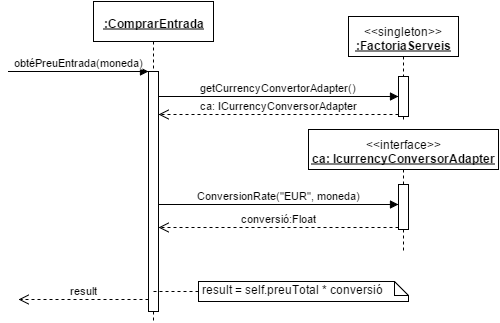 :ComprarEntrada
<<singleton>>
:FactoriaServeis
obtéPreuEntrada(moneda)
getCurrencyConvertorAdapter()
ca: ICurrencyConversorAdapter
<<interface>>
ca: IcurrencyConversorAdapter
ConversionRate("EUR", moneda)
conversió:Float
result = self.preuTotal * conversió
result